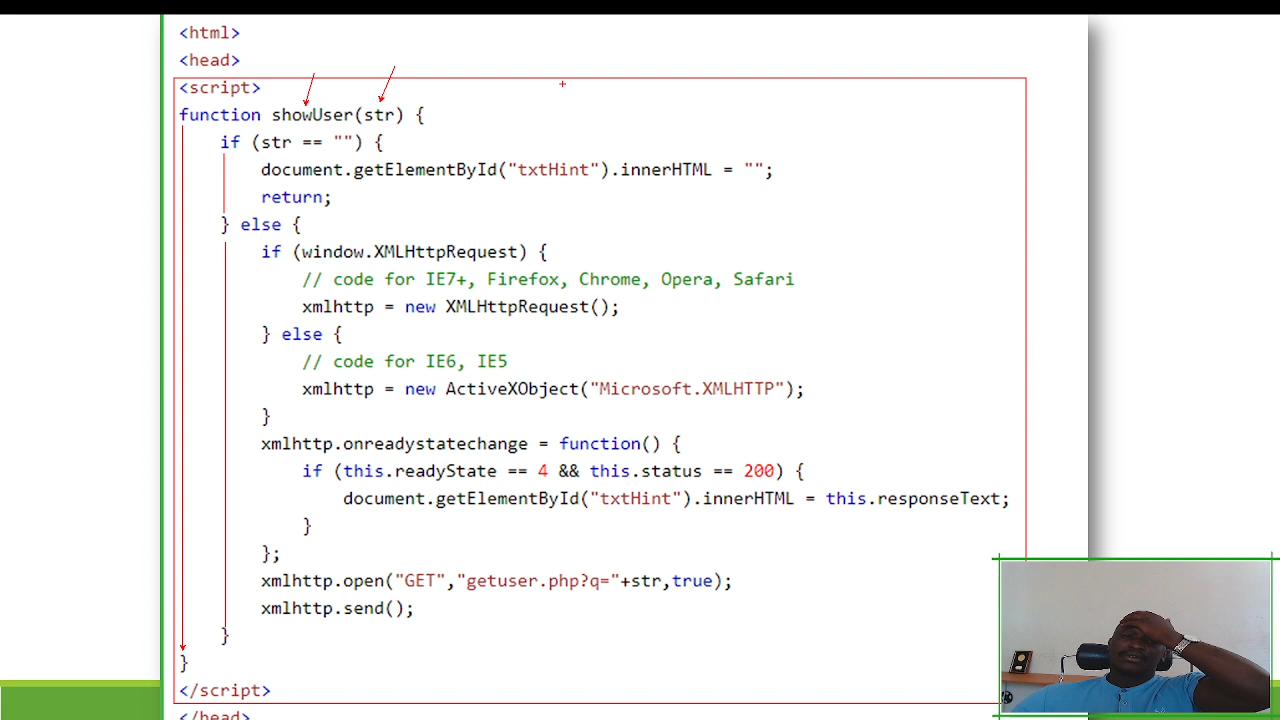 <html>
<head>
<script>
function showUser(str) {
if (str == "") {
document.getElementById("txtHint").innerHTML = "";
return;
} else {
if (window.XMLHttpRequest) {
// code for IE7+, Firefox, Chrome, Opera, Safari
xmlhttp = new XMLHttpRequest();
} else {
// code for IE6, IE5
xmlhttp = new ActiveXObject("Microsoft.XMLHTTP");
}
xmlhttp.onreadystatechange = function() {
if (this.readyState == 4 && this.status == 200) {
document.getElementById("txtHint").innerHTML = this.responseText;
}
};
xmlhttp.open("GET","getuser.php?q="+str,true);
xmlhttp.send();
}
}
</script>
</head>